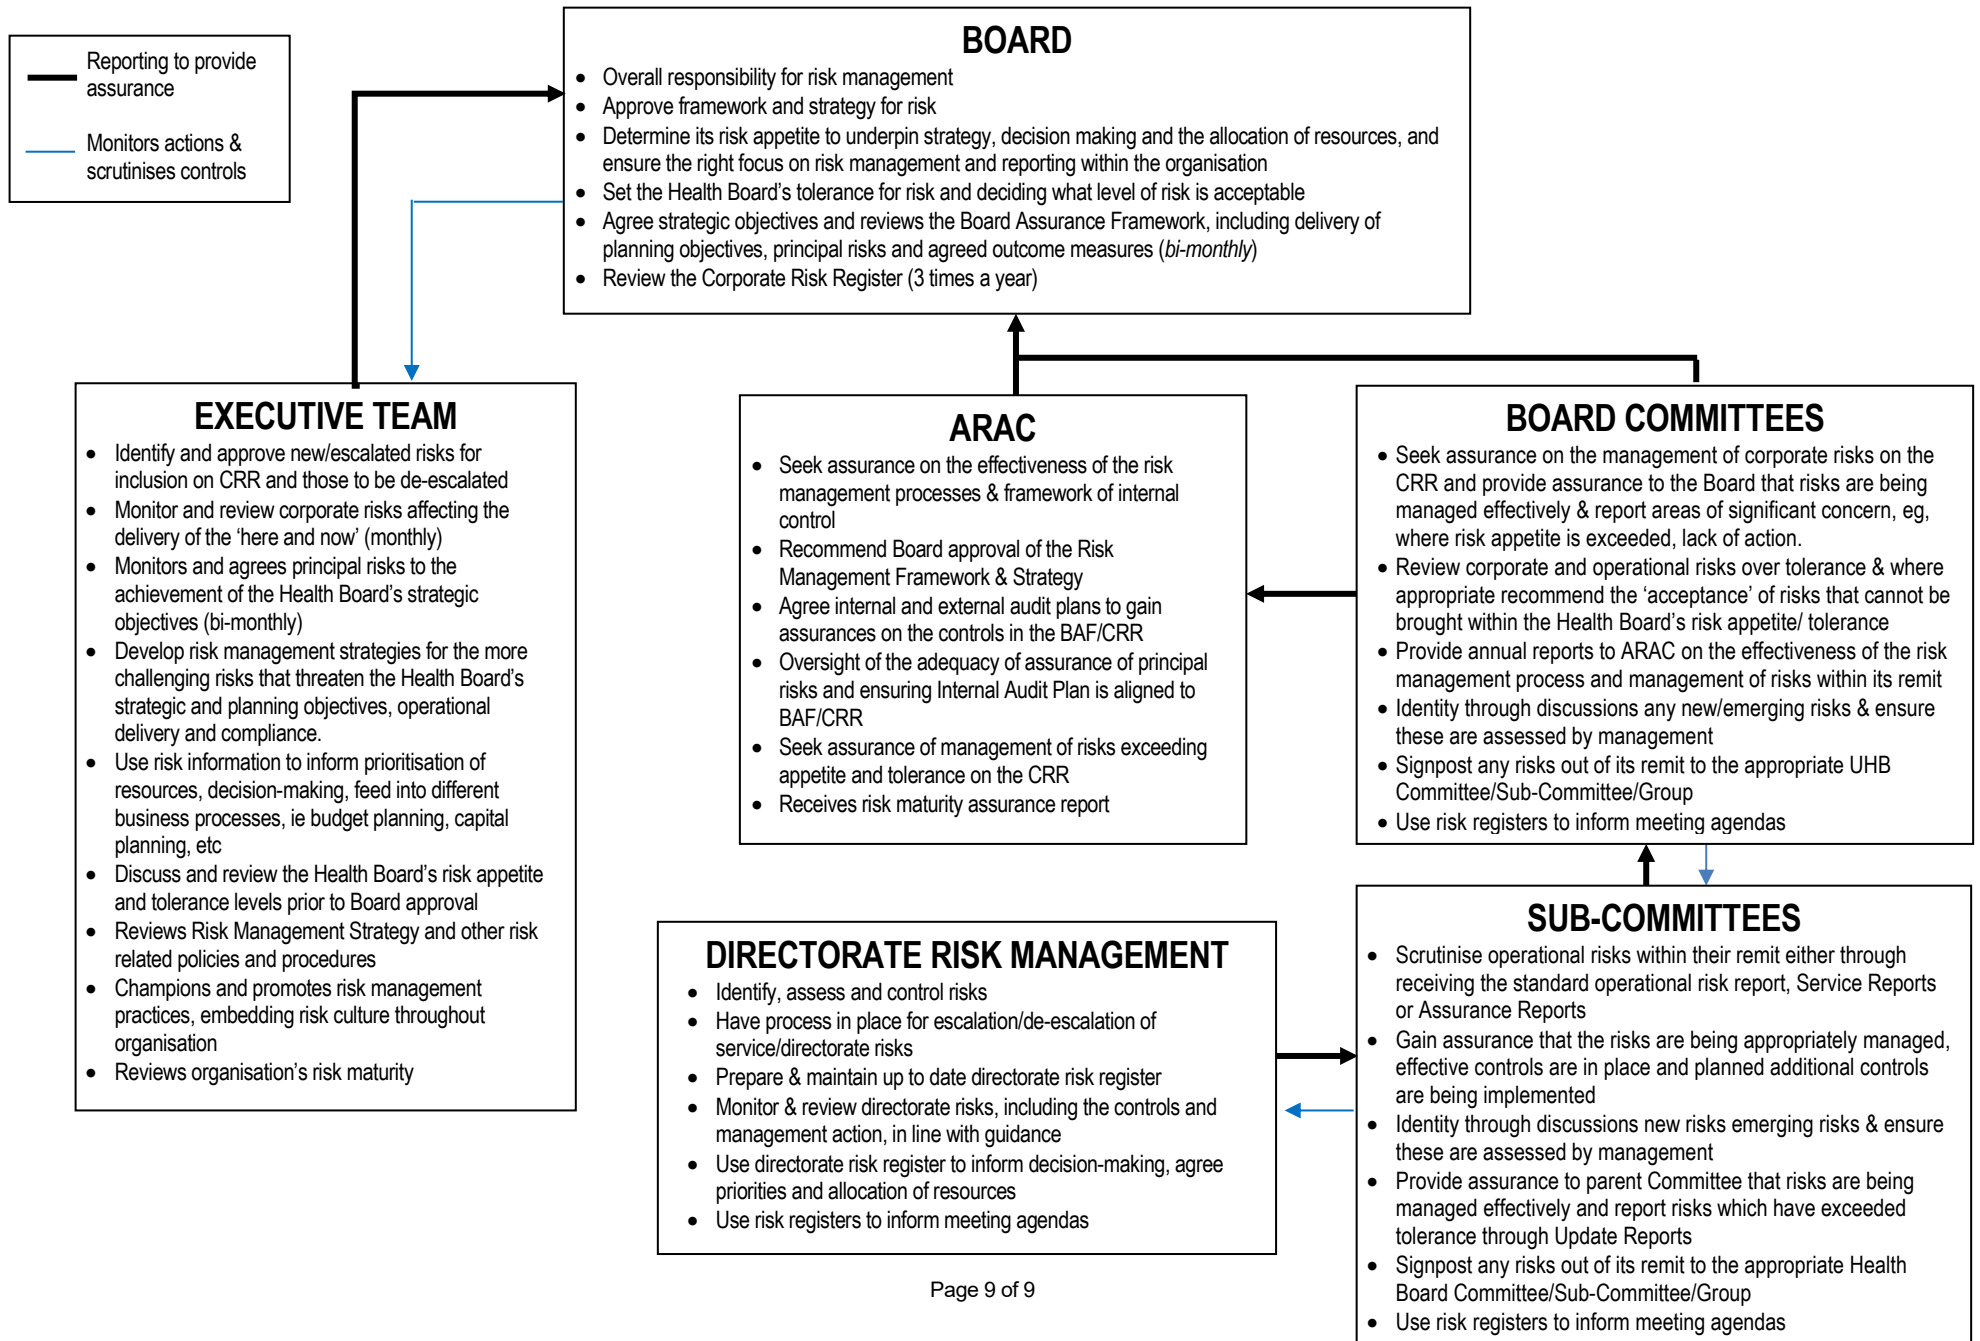 Reporting to provide
assurance
Monitors actions &
scrutinises controls
BOARD
• Overall responsibility for risk management
• Approve framework and strategy for risk
• Determine its risk appetite to underpin strategy, decision making and the allocation of resources, and
ensure the right focus on risk management and reporting within the organisation
• Set the Health Board’s tolerance for risk and deciding what level of risk is acceptable
• Agree strategic objectives and reviews the Board Assurance Framework, including delivery of
planning objectives, principal risks and agreed outcome measures (bi-monthly)
• Review the Corporate Risk Register (3 times a year)
EXECUTIVE TEAM
• Identify and approve new/escalated risks for
inclusion on CRR and those to be de-escalated
• Monitor and review corporate risks affecting the
delivery of the ‘here and now’ (monthly)
• Monitors and agrees principal risks to the
achievement of the Health Board’s strategic
objectives (bi-monthly)
• Develop risk management strategies for the more
challenging risks that threaten the Health Board’s
strategic and planning objectives, operational
delivery and compliance.
• Use risk information to inform prioritisation of
resources, decision-making, feed into different
business processes, ie budget planning, capital
planning, etc
• Discuss and review the Health Board’s risk appetite
and tolerance levels prior to Board approval
• Reviews Risk Management Strategy and other risk
related policies and procedures
• Champions and promotes risk management
practices, embedding risk culture throughout
organisation
• Reviews organisation’s risk maturity
ARAC
• Seek assurance on the effectiveness of the risk
management processes & framework of internal
control
• Recommend Board approval of the Risk
Management Framework & Strategy
• Agree internal and external audit plans to gain
assurances on the controls in the BAF/CRR
• Oversight of the adequacy of assurance of principal
risks and ensuring Internal Audit Plan is aligned to
BAF/CRR
• Seek assurance of management of risks exceeding
appetite and tolerance on the CRR
• Receives risk maturity assurance report
BOARD COMMITTEES
• Seek assurance on the management of corporate risks on the
CRR and provide assurance to the Board that risks are being
managed effectively & report areas of significant concern, eg,
where risk appetite is exceeded, lack of action.
• Review corporate and operational risks over tolerance & where
appropriate recommend the ‘acceptance’ of risks that cannot be
brought within the Health Board’s risk appetite/ tolerance
• Provide annual reports to ARAC on the effectiveness of the risk
management process and management of risks within its remit
• Identity through discussions any new/emerging risks & ensure
these are assessed by management
• Signpost any risks out of its remit to the appropriate UHB
Committee/Sub-Committee/Group
• Use risk registers to inform meeting agendas
DIRECTORATE RISK MANAGEMENT
• Identify, assess and control risks
• Have process in place for escalation/de-escalation of
service/directorate risks
• Prepare & maintain up to date directorate risk register
• Monitor & review directorate risks, including the controls and
management action, in line with guidance
• Use directorate risk register to inform decision-making, agree
priorities and allocation of resources
• Use risk registers to inform meeting agendas
SUB-COMMITTEES
• Scrutinise operational risks within their remit either through
receiving the standard operational risk report, Service Reports
or Assurance Reports
• Gain assurance that the risks are being appropriately managed,
effective controls are in place and planned additional controls
are being implemented
• Identity through discussions new risks emerging risks & ensure
these are assessed by management
• Provide assurance to parent Committee that risks are being
managed effectively and report risks which have exceeded
tolerance through Update Reports
• Signpost any risks out of its remit to the appropriate Health
Board Committee/Sub-Committee/Group
• Use risk registers to inform meeting agendas
Page 9 of 9